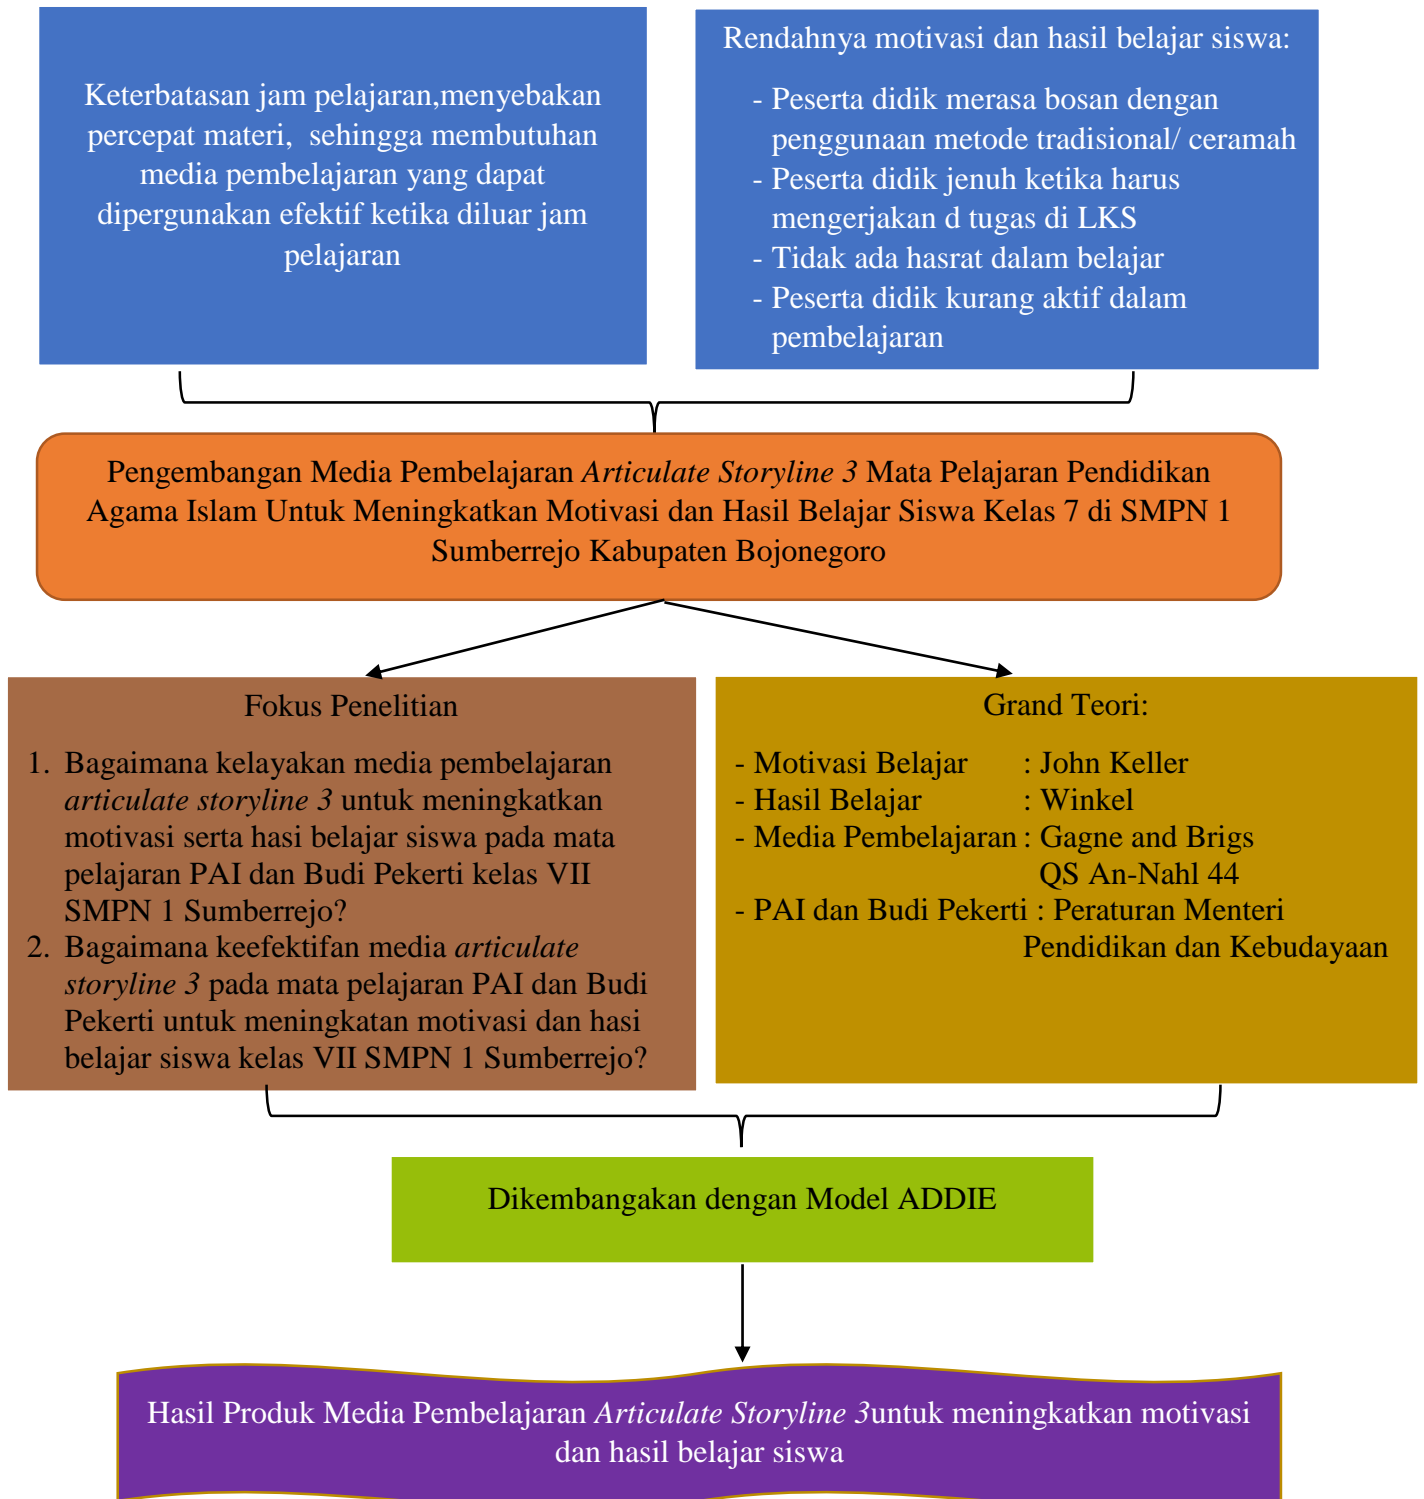 Keterbatasan jam pelajaran,menyebakan
percepat materi, sehingga membutuhan
media pembelajaran yang dapat
dipergunakan efektif ketika diluar jam
pelajaran
Rendahnya motivasi dan hasil belajar siswa:
- Peserta didik merasa bosan dengan
penggunaan metode tradisional/ ceramah
- Peserta didik jenuh ketika harus
mengerjakan d tugas di LKS
- Tidak ada hasrat dalam belajar
- Peserta didik kurang aktif dalam
pembelajaran
Pengembangan Media Pembelajaran Articulate Storyline 3 Mata Pelajaran Pendidikan
Agama Islam Untuk Meningkatkan Motivasi dan Hasil Belajar Siswa Kelas 7 di SMPN 1
Sumberrejo Kabupaten Bojonegoro
Fokus Penelitian
1. Bagaimana kelayakan media pembelajaran
articulate storyline 3 untuk meningkatkan
motivasi serta hasi belajar siswa pada mata
pelajaran PAI dan Budi Pekerti kelas VII
SMPN 1 Sumberrejo?
2. Bagaimana keefektifan media articulate
storyline 3 pada mata pelajaran PAI dan Budi
Pekerti untuk meningkatan motivasi dan hasi
belajar siswa kelas VII SMPN 1 Sumberrejo?
Grand Teori:
- Motivasi Belajar : John Keller
- Hasil Belajar : Winkel
- Media Pembelajaran : Gagne and Brigs
QS An-Nahl 44
- PAI dan Budi Pekerti : Peraturan Menteri
Pendidikan dan Kebudayaan
Dikembangakan dengan Model ADDIE
Hasil Produk Media Pembelajaran Articulate Storyline 3untuk meningkatkan motivasi
dan hasil belajar siswa